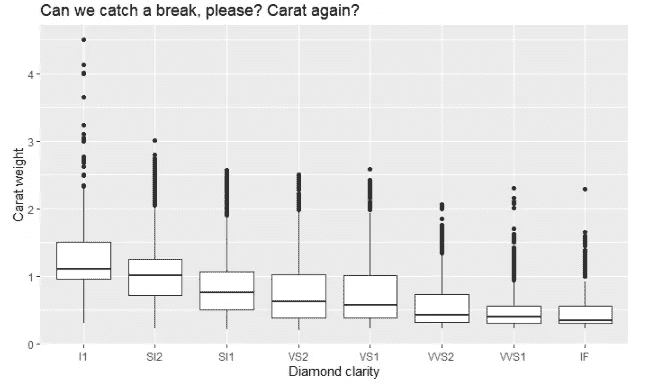 Can we catch a break, please? Carat again?
Carat weight
4
3
2
1
0
I1 SI2 SI1 VS2 VS1 VVS2 VVS1 IF
Diamond clarity